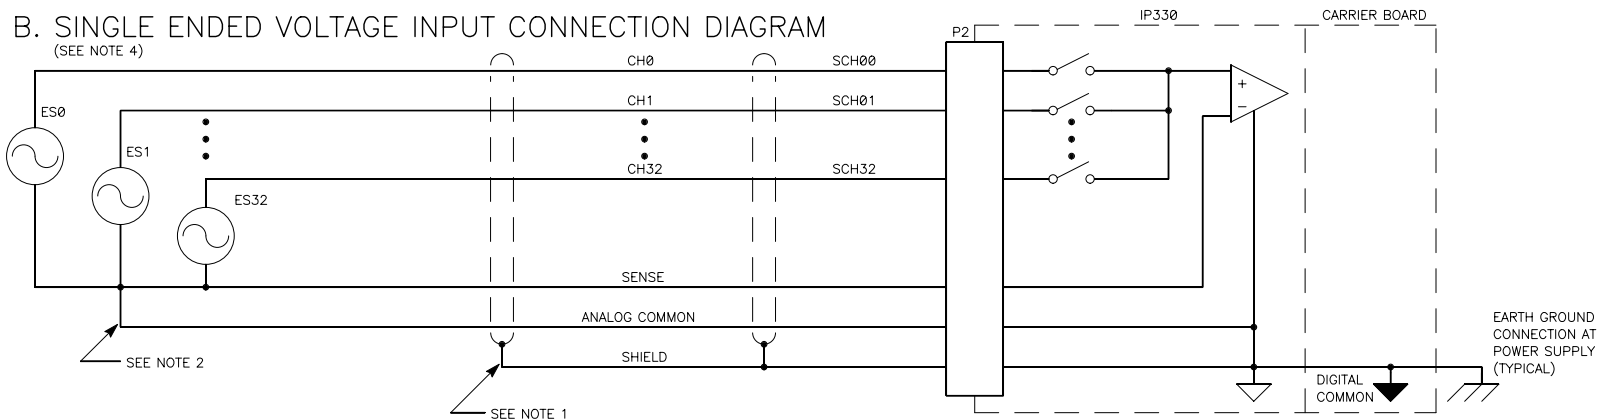 B. SINGLE ENDED VOLTAGE INPUT CONNECTION DIAGRAM
(SEE NOTE 4)
IP330
CARRIER BOARD
P2
CH0
SCH00
ES0
CH1
SCH01
+
−
ES1
CH32
SCH32
ES32
SENSE
ANALOG COMMON
SHIELD
SEE NOTE 2
SEE NOTE 1
DIGITAL
COMMON
EARTH GROUND
CONNECTION AT
POWER SUPPLY
(TYPICAL)